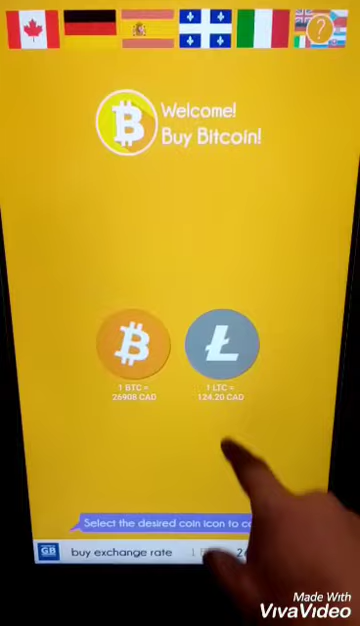 ?
Welcome!
Buy Bitcoin!
1 BTC =
26908 CAD
1 LTC =
124.20 CAD
Select the desired coin icon to
GB
buy exchange rate
Made With
VivaVideo